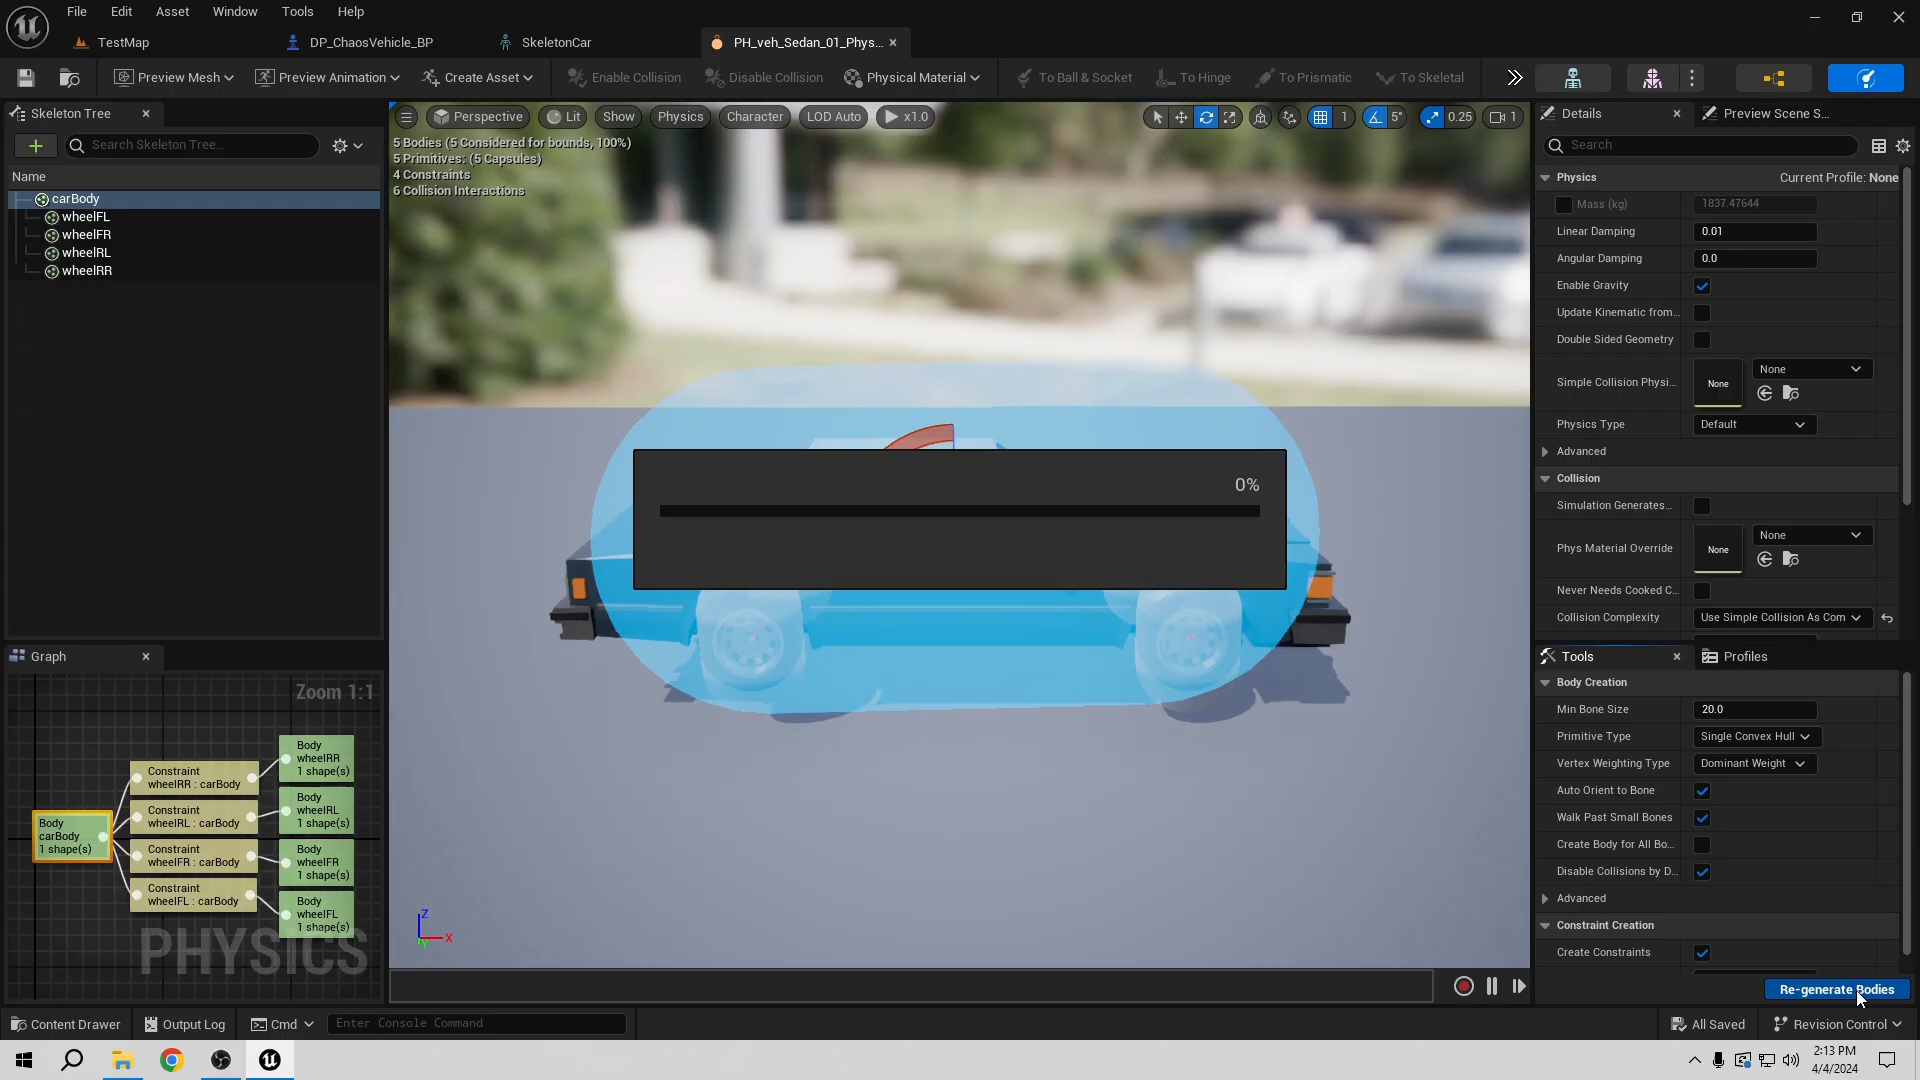 File Edit Asset Window Tools Help
TestMap DP_ChaosVehicle_BP SkeletonCar PH_veh_Sedan_01_Phys...
Preview Mesh Preview Animation Create Asset Enable Collision Disable Collision Physical Material To Ball & Socket To Hinge To Prismatic To Skeletal
Skeleton Tree
Search Skeleton Tree...
Name
carBody
wheelFL
wheelFR
wheelRL
wheelRR
Perspective Lit Show Physics Character LOD Auto x1.0 1 5° 0.25 1
5 Bodies (5 Considered for bounds, 100%)
5 Primitives: (5 Capsules)
4 Constraints
6 Collision Interactions
0%
Z
X
Y
Details Preview Scene S...
Search
Physics Current Profile: None
Mass (kg) 1837.47644
Linear Damping 0.01
Angular Damping 0.0
Enable Gravity
Update Kinematic from...
Double Sided Geometry
Simple Collision Physi... None None
Physics Type Default
Advanced
Collision
Simulation Generates...
Phys Material Override None None
Never Needs Cooked C...
Collision Complexity Use Simple Collision As Com
Tools Profiles
Body Creation
Min Bone Size 20.0
Primitive Type Single Convex Hull
Vertex Weighting Type Dominant Weight
Auto Orient to Bone
Walk Past Small Bones
Create Body for All Bo...
Disable Collisions by D...
Advanced
Constraint Creation
Create Constraints
Re-generate Bodies
Graph
Zoom 1:1
Body
carBody
1 shape(s)
Constraint
wheelRR : carBody
Constraint
wheelRL : carBody
Constraint
wheelFR : carBody
Constraint
wheelFL : carBody
Body
wheelRR
1 shape(s)
Body
wheelRL
1 shape(s)
Body
wheelFR
1 shape(s)
Body
wheelFL
1 shape(s)
PHYSICS
Content Drawer Output Log Cmd Enter Console Command All Saved Revision Control
2:13 PM
4/4/2024